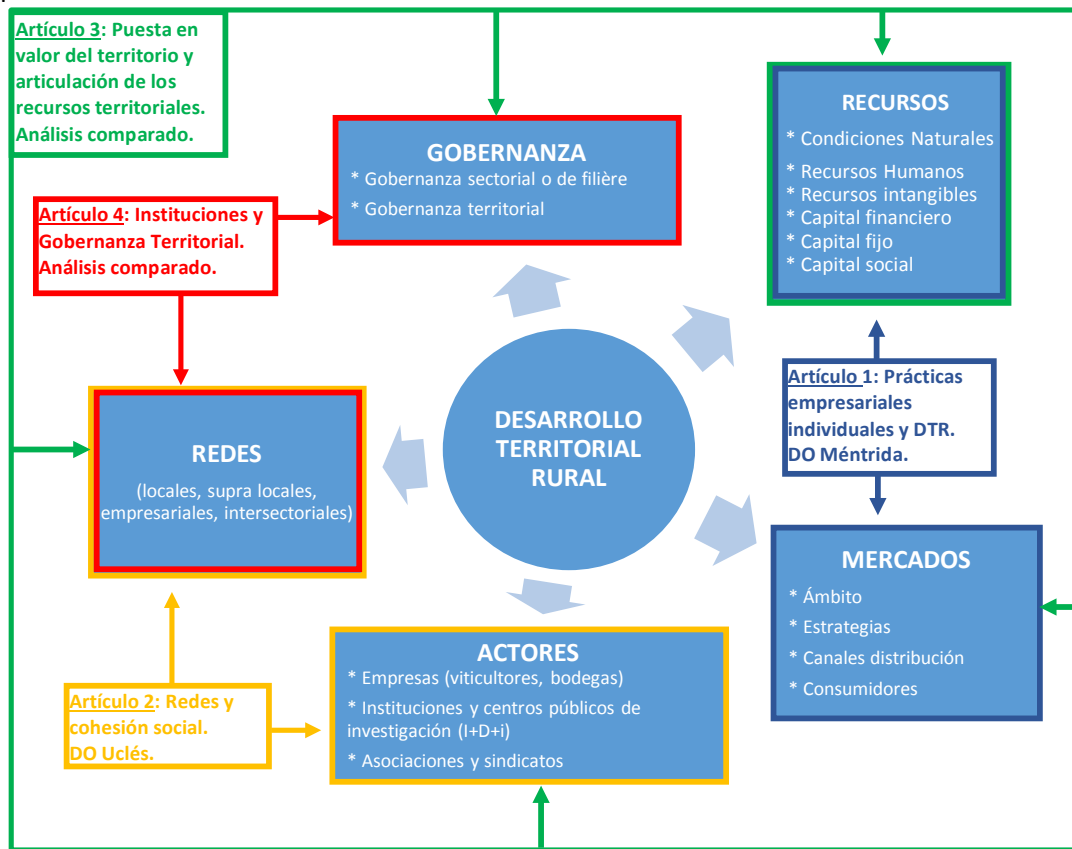 Artículo 3: Puesta en
valor del territorio y
articulación de los
recursos territoriales.
Análisis comparado.
GOBERNANZA
* Gobernanza sectorial o de filière
* Gobernanza territorial
RECURSOS
* Condiciones Naturales
* Recursos Humanos
* Recursos intangibles
* Capital financiero
* Capital fijo
* Capital social
Artículo 4: Instituciones y
Gobernanza Territorial.
Análisis comparado.
Artículo 1: Prácticas
empresariales
individuales y DTR.
DO Méntrida.
DESARROLLO
TERRITORIAL
RURAL
REDES
(locales, supra locales,
empresariales, intersectoriales)
MERCADOS
* Ámbito
* Estrategias
* Canales distribución
* Consumidores
ACTORES
* Empresas (viticultores, bodegas)
* Instituciones y centros públicos de
investigación (I+D+i)
* Asociaciones y sindicatos
Artículo 2: Redes y
cohesión social.
DO Uclés.